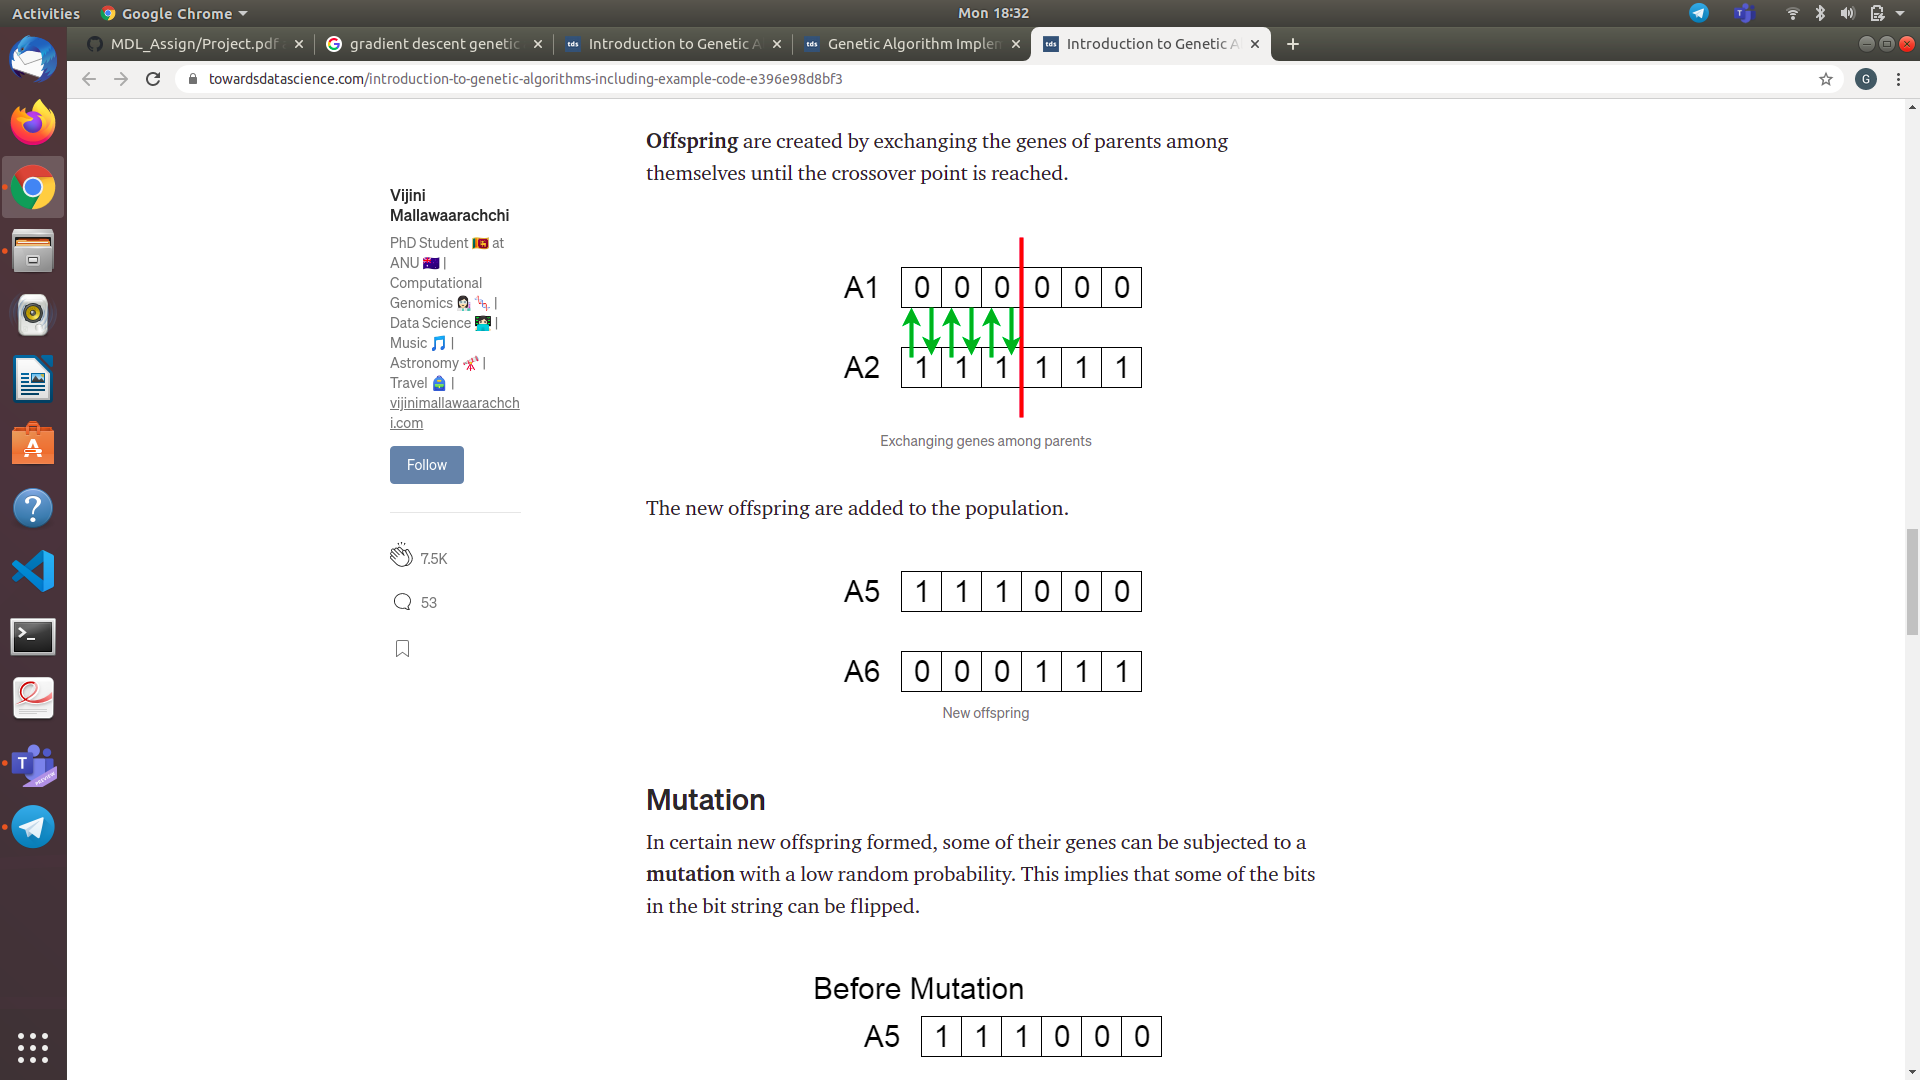 Activities
Google Chrome
Mon 18:32
MDL_Assign/Project.pdf
gradient descent genetic
Introduction to Genetic A
Genetic Algorithm Implem
Introduction to Genetic A
towardsdatascience.com/introduction-to-genetic-algorithms-including-example-code-e396e98d8bf3
G
Offspring are created by exchanging the genes of parents among
themselves until the crossover point is reached.
Vijini
Mallawaarachchi
PhD Student 🇱🇰 at
ANU 🇦🇺 |
Computational
Genomics 👩🏻‍🔬 🧬 |
Data Science 👩🏻‍💻 |
Music 🎵 |
Astronomy 🔭 |
Travel 🎒 |
vijinimallawaarachch
i.com
Follow
7.5K
53
A1 0 0 0 0 0 0
A2 1 1 1 1 1 1
Exchanging genes among parents
The new offspring are added to the population.
A5 1 1 1 0 0 0
A6 0 0 0 1 1 1
New offspring
Mutation
In certain new offspring formed, some of their genes can be subjected to a
mutation with a low random probability. This implies that some of the bits
in the bit string can be flipped.
Before Mutation
A5 1 1 1 0 0 0